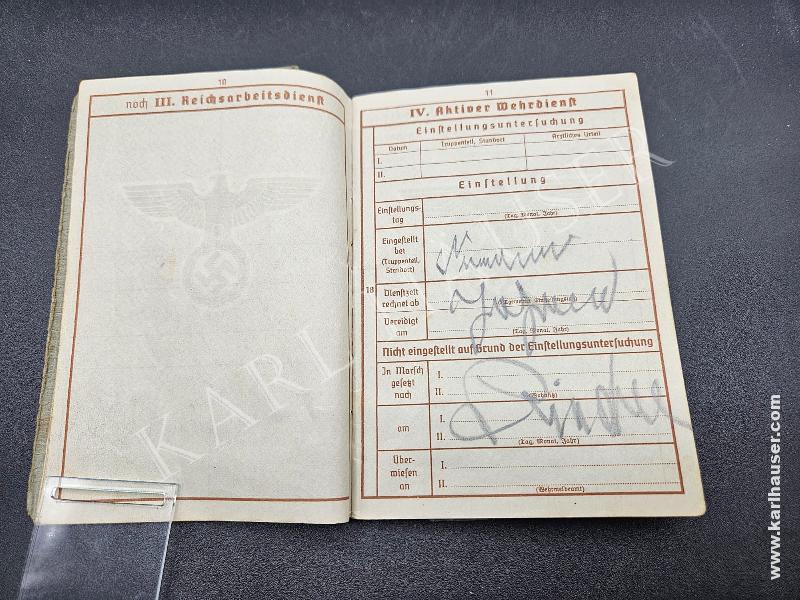 10
noch III. Reichsarbeitsdienst
11
IV. Aktiver Wehrdienst
Einstellungsuntersuchung
Datum Truppenteil, Standort Ärztliches Urteil
I.
II.
Einstellung
Einstellungs-
tag
(Tag, Monat, Jahr)
Eingestellt
bei
(Truppenteil,
Standort)
18
Dienstzeit
rechnet ab
Vereidigt
am
(Tag, Monat, Jahr)
Nicht eingestellt auf Grund der Einstellungsuntersuchung
In Marsch
gesetzt
nach
I.
II.
am
I.
II.
(Tag, Monat, Jahr)
Über-
wiesen
an
I.
II.
(Wehrmeldeamt)
KARL HAUSER
www.karlhauser.com